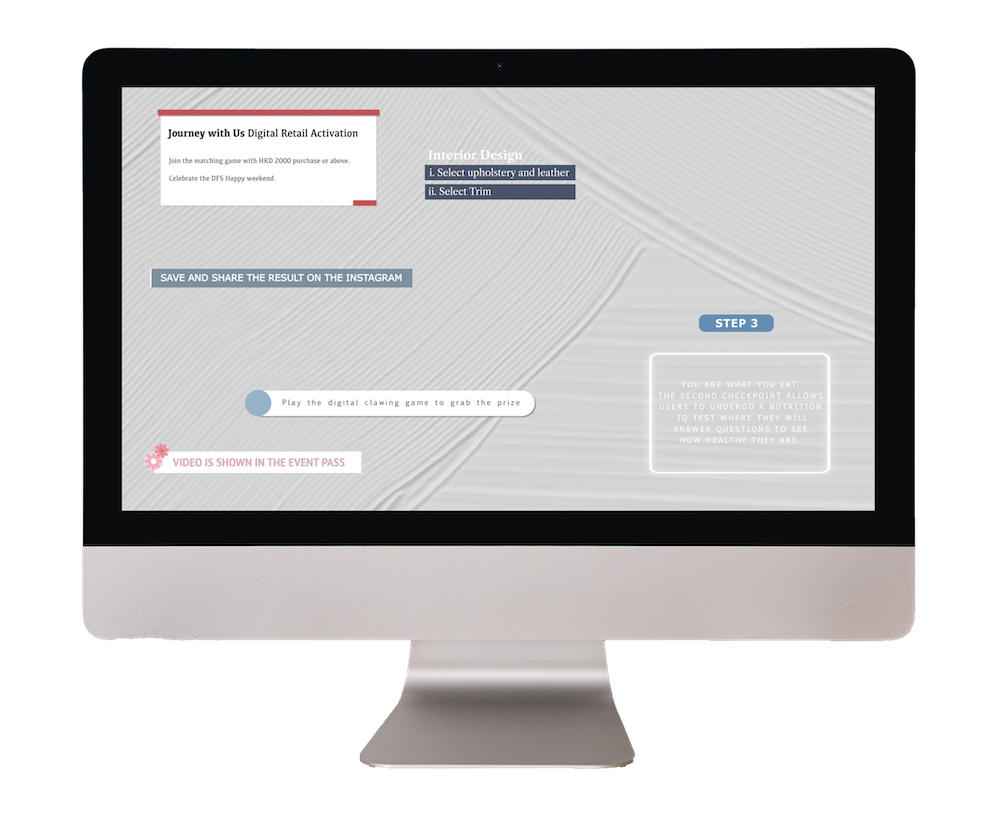 Journey with Us Digital Retail Activation
Join the matching game with HKD 2000 purchase or above.
Celebrate the DFS Happy weekend.
Interior Design
i. Select upholstery and leather
ii. Select Trim
SAVE AND SHARE THE RESULT ON THE INSTAGRAM
STEP 3
YOU ARE WHAT YOU EAT.
THE SECOND CHECKPOINT ALLOWS
USERS TO UNDERGO A NUTRITION
IQ TEST WHERE THEY WILL
ANSWER QUESTIONS TO SEE
HOW HEALTHY THEY ARE.
Play the digital clawing game to grab the prize
VIDEO IS SHOWN IN THE EVENT PASS